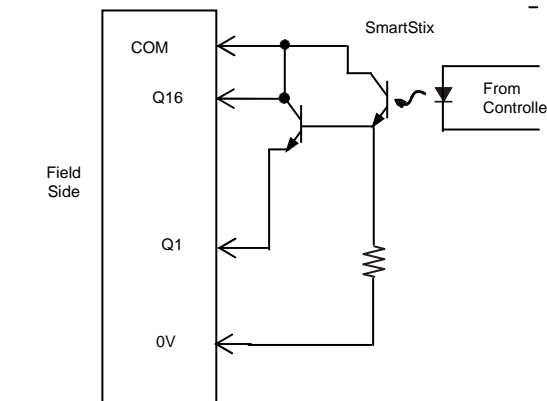 SmartStix
COM
From
Controlle
Q16
Field
Side
Q1
0V